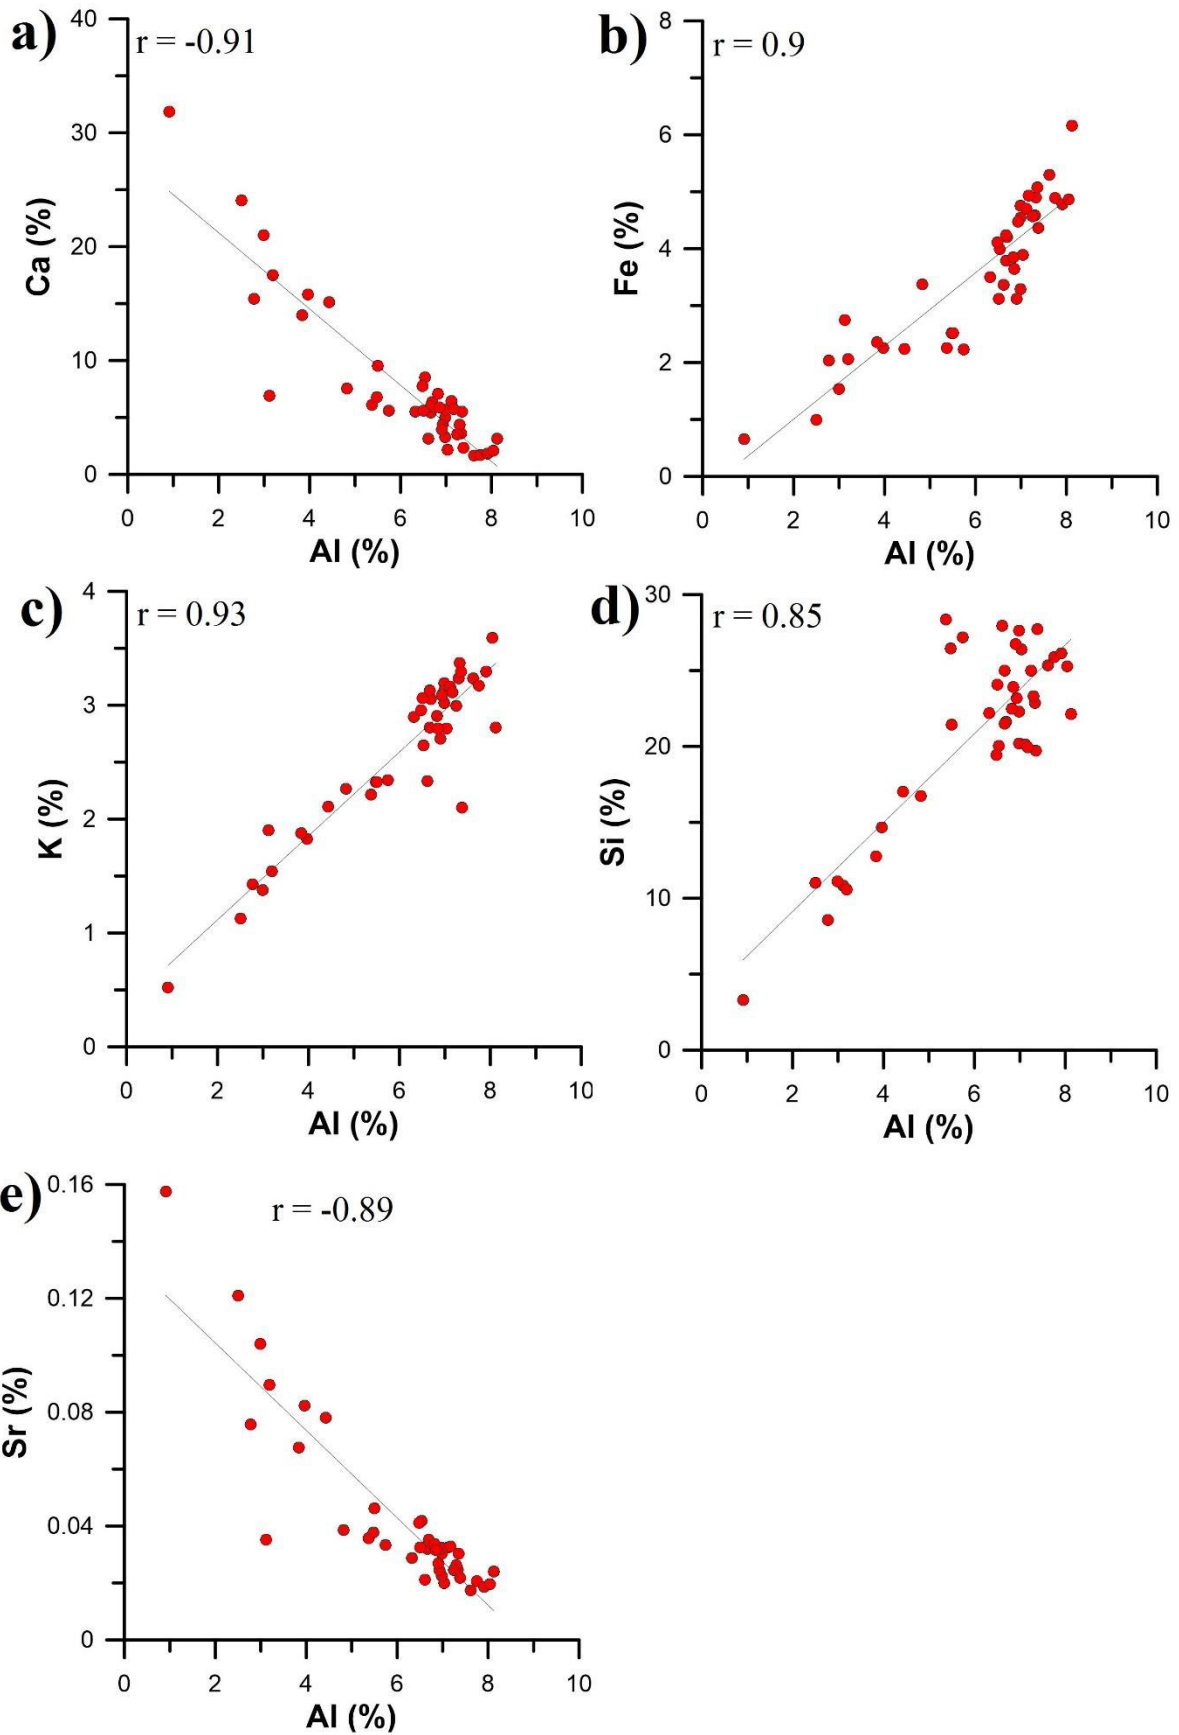 a)
r = -0.91
40
30
20
10
0
Ca (%)
0 2 4 6 8 10
Al (%)
b)
r = 0.9
8
6
4
2
0
Fe (%)
0 2 4 6 8 10
Al (%)
c)
r = 0.93
4
3
2
1
0
K (%)
0 2 4 6 8 10
Al (%)
d)
r = 0.85
30
20
10
0
Si (%)
0 2 4 6 8 10
Al (%)
e)
r = -0.89
0.16
0.12
0.08
0.04
0
Sr (%)
0 2 4 6 8 10
Al (%)